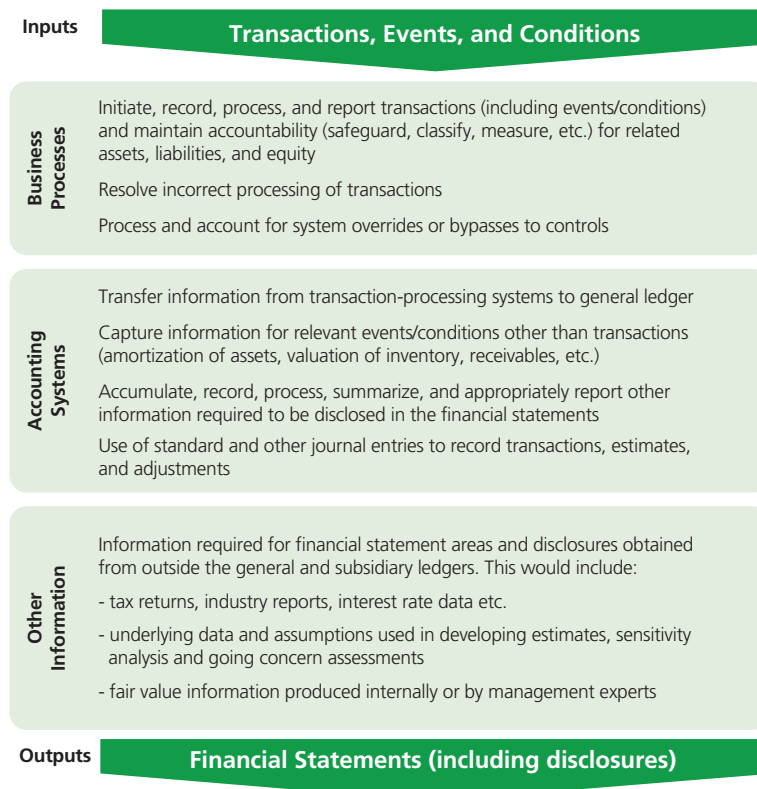 Inputs
Transactions, Events, and Conditions
Business
Processes
Initiate, record, process, and report transactions (including events/conditions)
and maintain accountability (safeguard, classify, measure, etc.) for related
assets, liabilities, and equity
Resolve incorrect processing of transactions
Process and account for system overrides or bypasses to controls
Accounting
Systems
Transfer information from transaction-processing systems to general ledger
Capture information for relevant events/conditions other than transactions
(amortization of assets, valuation of inventory, receivables, etc.)
Accumulate, record, process, summarize, and appropriately report other
information required to be disclosed in the financial statements
Use of standard and other journal entries to record transactions, estimates,
and adjustments
Other
Information
Information required for financial statement areas and disclosures obtained
from outside the general and subsidiary ledgers. This would include:
- tax returns, industry reports, interest rate data etc.
- underlying data and assumptions used in developing estimates, sensitivity
analysis and going concern assessments
- fair value information produced internally or by management experts
Outputs
Financial Statements (including disclosures)